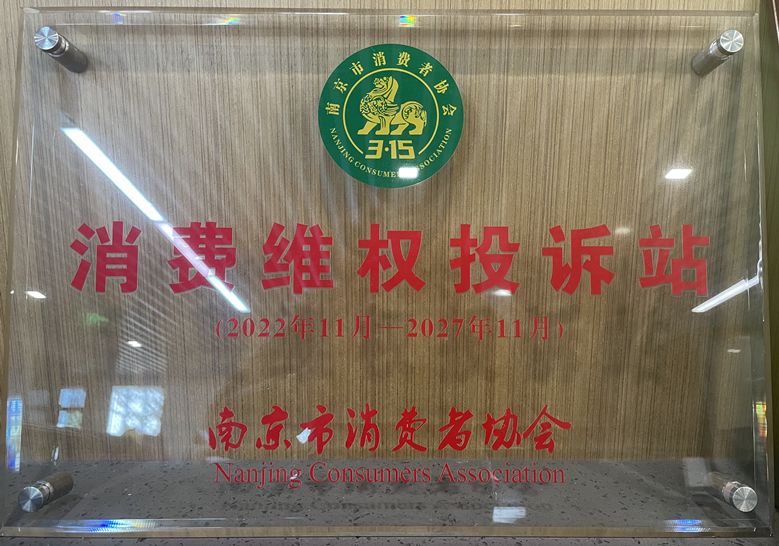 南京市消费者协会
3·15
NANJING CONSUMERS ASSOCIATION
消费维权投诉站
(2022年11月—2027年11月)
南京市消费者协会
Nanjing Consumers Association